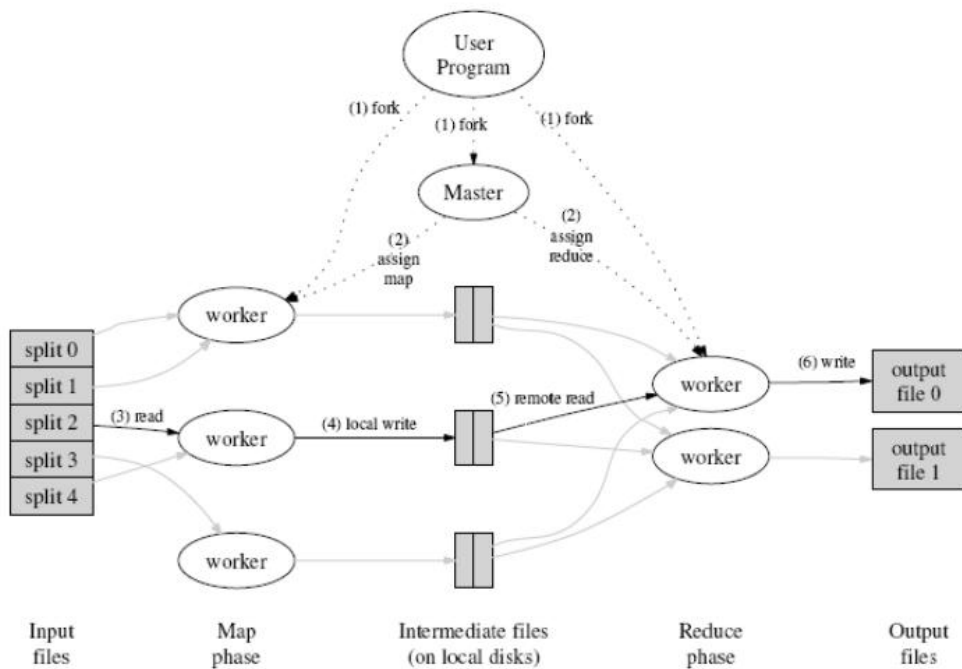 User
Program
(1) fork
(1) fork
(1) fork
Master
(2)
assign
map
(2)
assign
reduce
worker
split 0
split 1
split 2
split 3
split 4
(3) read
worker
(4) local write
(5) remote read
worker
(6) write
output
file 0
worker
output
file 1
worker
Input
files
Map
phase
Intermediate files
(on local disks)
Reduce
phase
Output
files